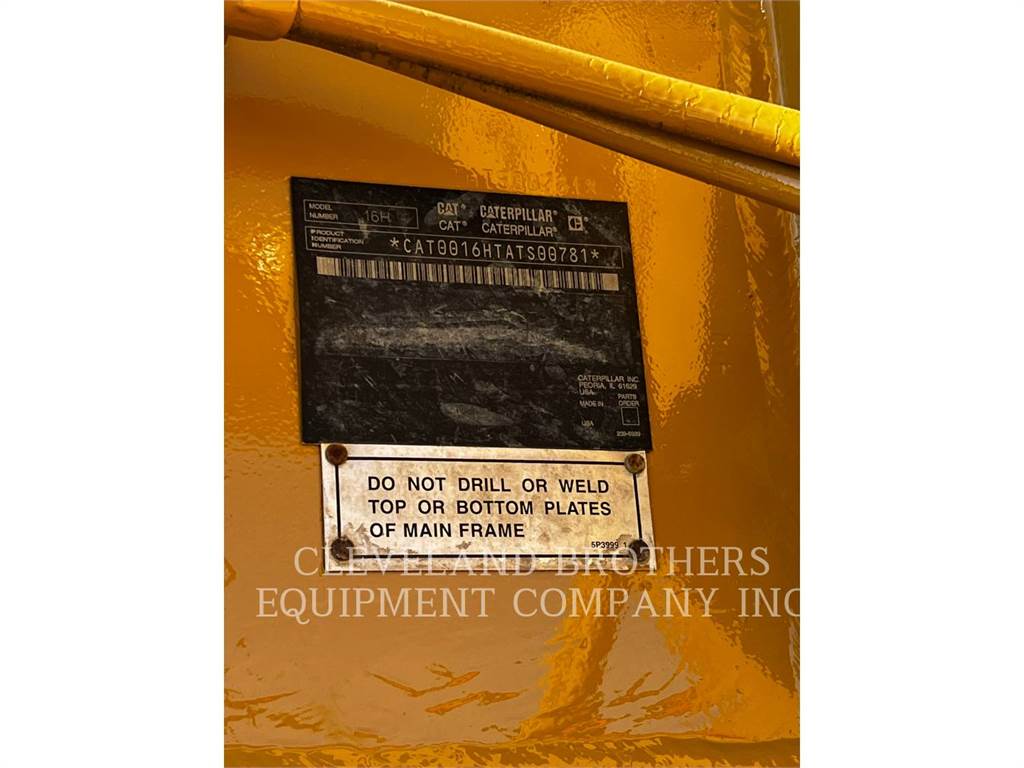 MODEL NUMBER 16H
CAT® CATERPILLAR®
CAT® CATERPILLAR®
PRODUCT IDENTIFICATION NUMBER *CAT0016HTATS00781*
CATERPILLAR INC.
PEORIA, IL 61629
USA
MADE IN
PARTS ORDER
USA
DO NOT DRILL OR WELD
TOP OR BOTTOM PLATES
OF MAIN FRAME
5P3999 1
CLEVELAND BROTHERS
EQUIPMENT COMPANY INC